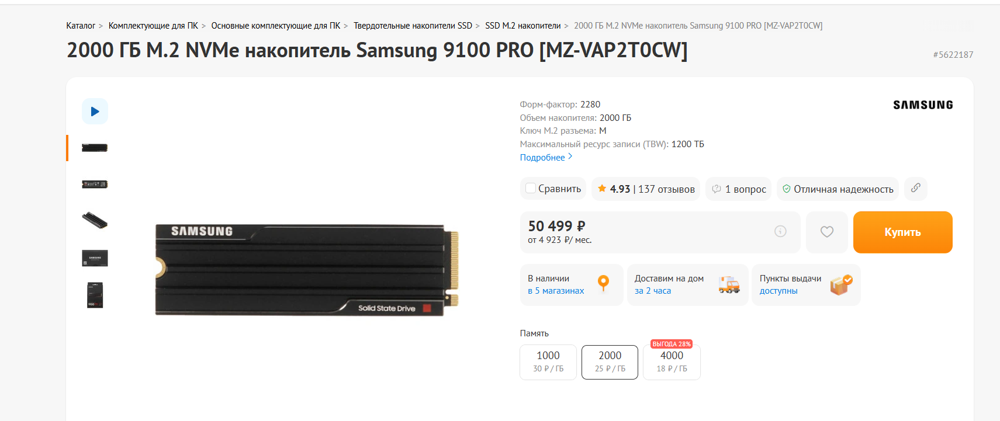 Каталог > Комплектующие для ПК > Основные комплектующие для ПК > Твердотельные накопители SSD > SSD M.2 накопители > 2000 ГБ M.2 NVMe накопитель Samsung 9100 PRO [MZ-VAP2T0CW]
2000 ГБ M.2 NVMe накопитель Samsung 9100 PRO [MZ-VAP2T0CW]
#5622187
SAMSUNG
Solid State Drive
Форм-фактор: 2280
SAMSUNG
Объем накопителя: 2000 ГБ
Ключ M.2 разъема: M
Максимальный ресурс записи (TBW): 1200 ТБ
Подробнее
Сравнить
4.93 | 137 отзывов
1 вопрос
Отличная надежность
50 499 ₽
от 4 923 ₽/ мес.
Купить
В наличии
в 5 магазинах
Доставим на дом
за 2 часа
Пункты выдачи
доступны
Память
1000
30 ₽ / ГБ
2000
25 ₽ / ГБ
ВЫГОДА 28%
4000
18 ₽ / ГБ